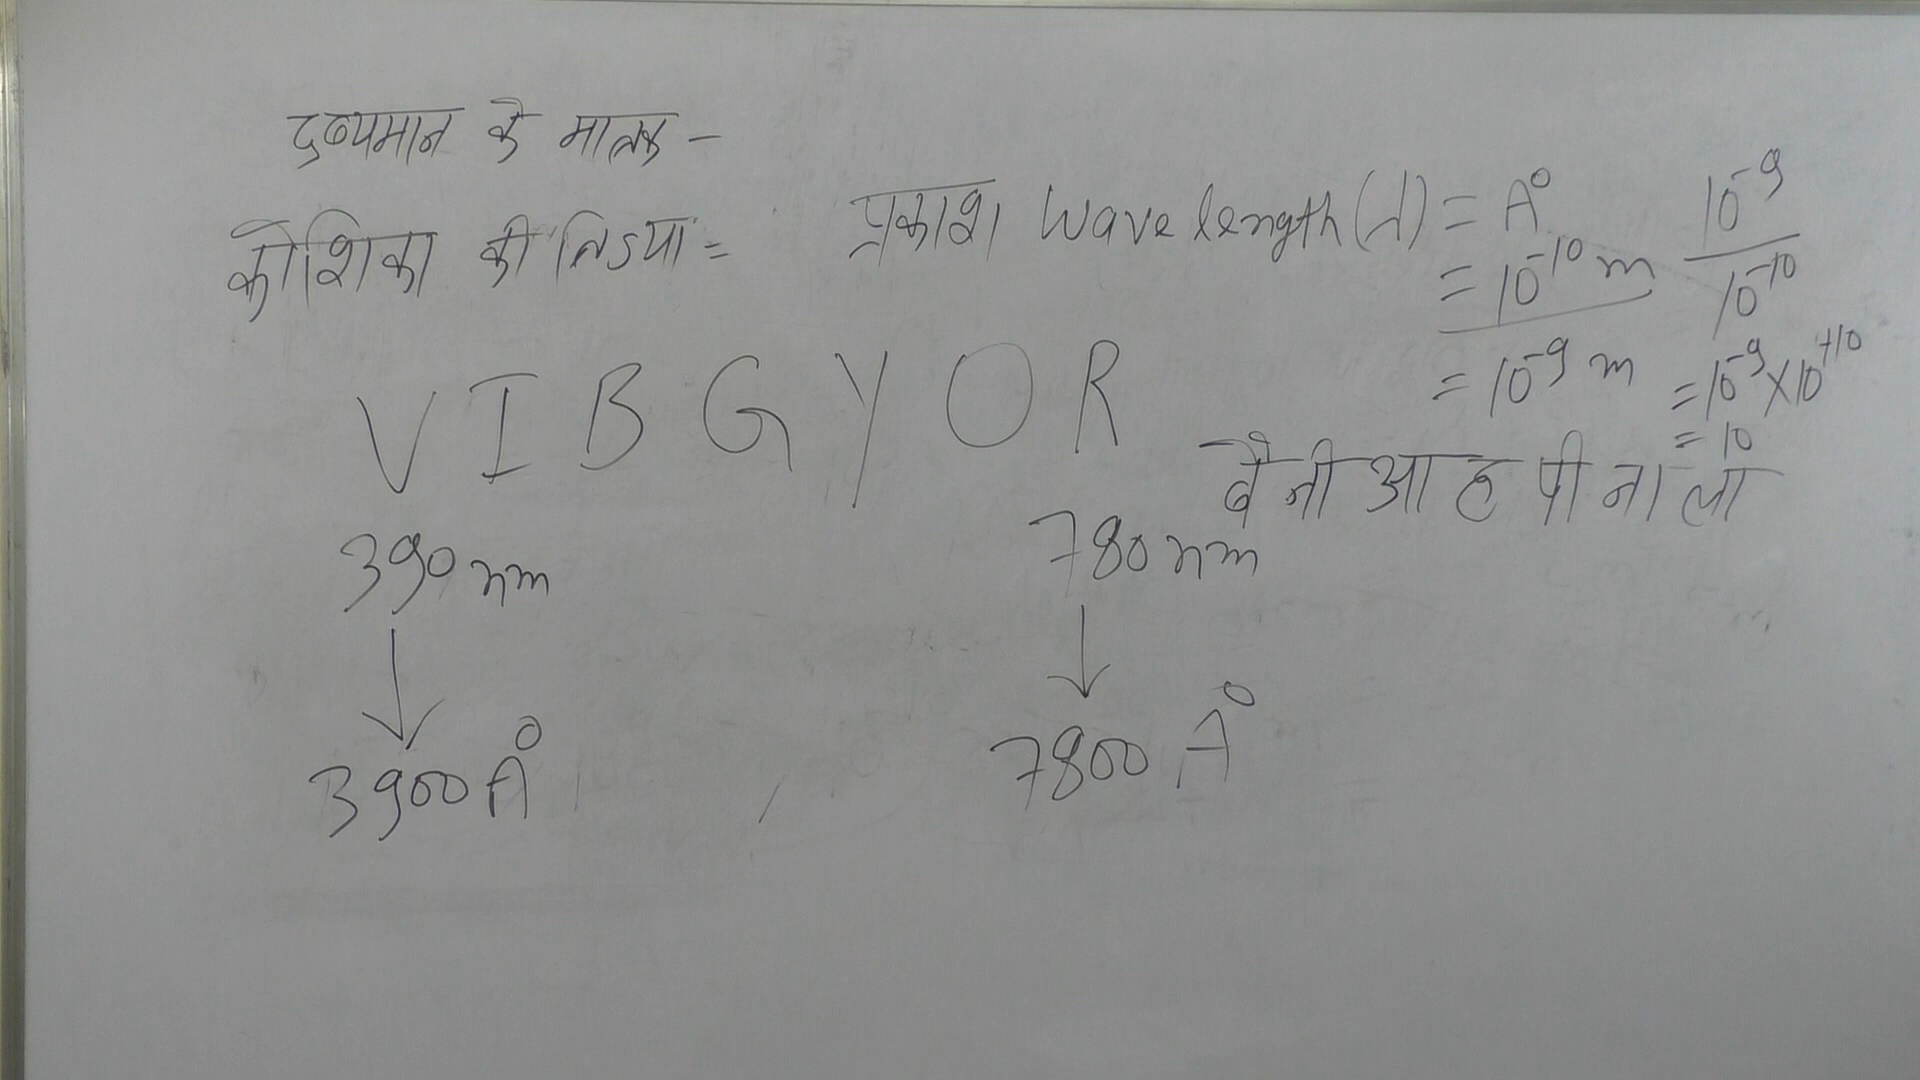 द्रव्यमान के मात्रक -
कोशिका की त्रिज्या =
प्रकाश Wave length (λ) = A°
= 10⁻¹⁰ m
= 10⁻⁹ m
10⁻⁹
10⁻¹⁰
= 10⁻⁹ × 10⁺¹⁰
= 10
V I B G Y O R
बै नी आ ह पी ना ला
390 nm
780 nm
↓
↓
3900 A°
7800 A°